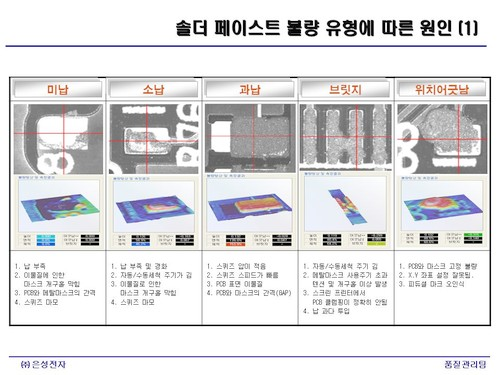 솔더 페이스트 불량 유형에 따른 원인 (1)
미납
소납
과납
브릿지
위치어긋남
1. 납 부족
2. 이물질에 인한
마스크 개구율 막힘
3. PCB와 메탈마스크의 간격
4. 스퀴즈 마모
1. 납 부족 및 경화
2. 자동/수동세척 주기가 김
3. 이물질로 인한
마스크 개구율 막힘
4. 스퀴즈 마모
1. 스퀴즈 압이 적음
2. 스퀴즈 스피드가 빠름
3. PCB 표면 이물질
4. PCB와 마스크의 간격(GAP)
1. 자동/수동세척 주기 김
2. 메탈마스크 사용주기 초과
텐션 및 개구율 이상 발생
3. 스크린 프린터에서
PCB 클램핑이 정확히 안됨
4. 납 과다 투입
1. PCB와 마스크 고정 불량
2. X,Y 좌표 설정 잘못됨.
3. 피듀셜 마크 오인식
㈜ 은성전자
품질관리팀